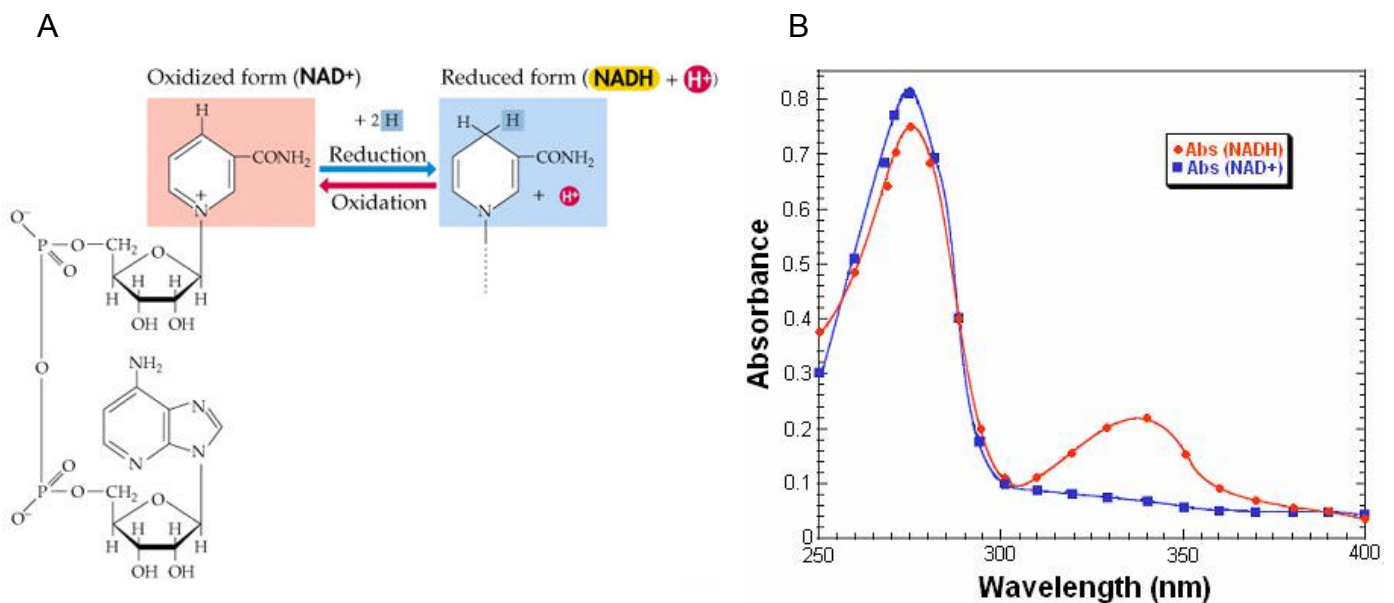 A
B
Oxidized form (NAD+)
Reduced form (NADH + H+)
H
+ 2 H
Reduction
Oxidation
CONH2
+
N
H
H
CONH2
N
+
H+
O−
P
O
O
CH2
O
H
H
H
H
OH
OH
O
NH2
N
N
N
O
P
O
O−
CH2
O
H
H
H
H
OH
OH
Absorbance
0.8
0.7
0.6
0.5
0.4
0.3
0.2
0.1
0
Abs (NADH)
Abs (NAD+)
250
300
350
400
Wavelength (nm)